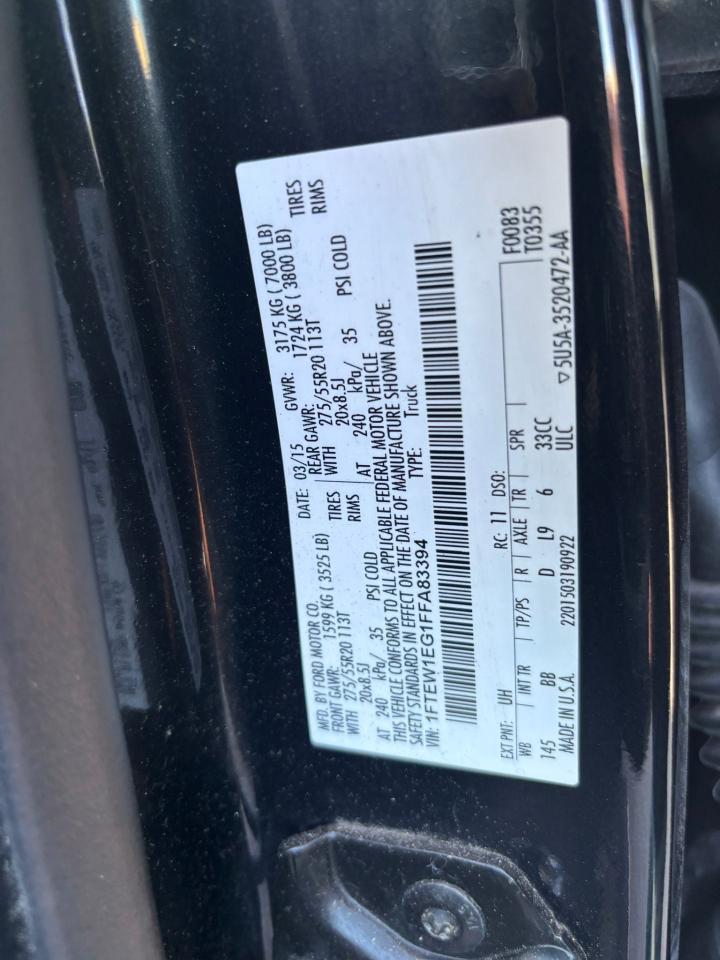 MFD. BY FORD MOTOR CO. DATE: 03/15 GVWR: 3175 KG ( 7000 LB)
FRONT GAWR: 1599 KG ( 3525 LB) REAR GAWR: 1724 KG ( 3800 LB)
WITH 275/55R20 113T TIRES WITH 275/55R20 113T TIRES
20x8.5J RIMS 20x8.5J RIMS
AT 240 kPa/ 35 PSI COLD AT 240 kPa/ 35 PSI COLD
THIS VEHICLE CONFORMS TO ALL APPLICABLE FEDERAL MOTOR VEHICLE
SAFETY STANDARDS IN EFFECT ON THE DATE OF MANUFACTURE SHOWN ABOVE.
VIN: 1FTEW1EG1FFA83394 TYPE: Truck
EXT PNT: UH RC: 11 DSO: F0083
WB INT TR TP/PS R AXLE TR SPR T0355
145 BB D L9 6 33CC
MADE IN U.S.A. 2201503190922 ULC ▽5U5A-3520472-AA